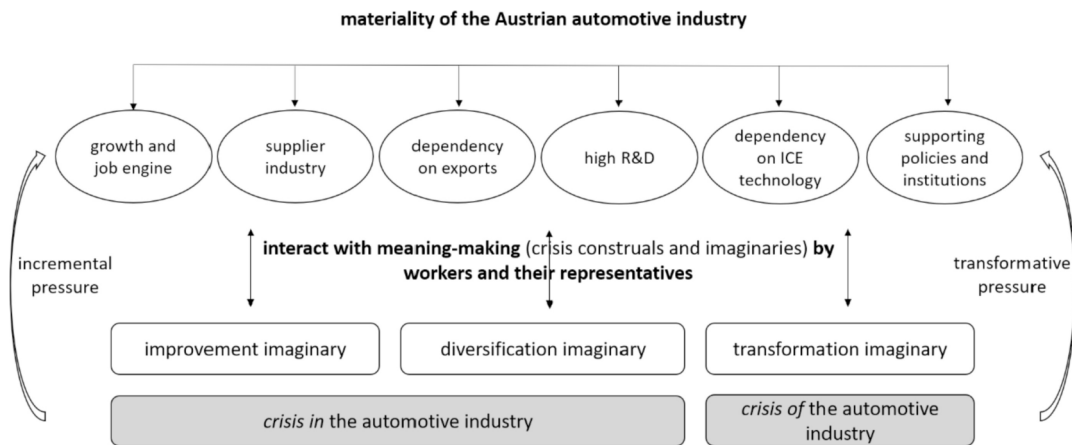 materiality of the Austrian automotive industry
growth and
job engine
supplier
industry
dependency
on exports
high R&D
dependency
on ICE
technology
supporting
policies and
institutions
incremental
pressure
interact with meaning-making (crisis construals and imaginaries) by
workers and their representatives
transformative
pressure
improvement imaginary
diversification imaginary
transformation imaginary
crisis in the automotive industry
crisis of the automotive
industry